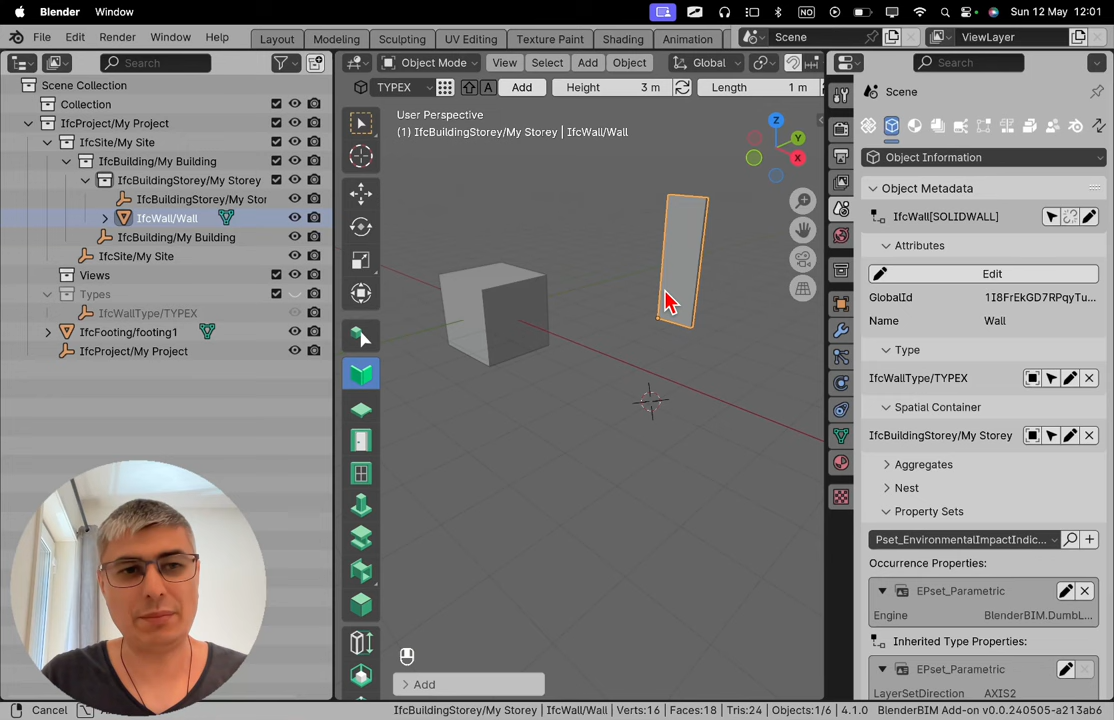 Blender Window NO Sun 12 May 12:01
File Edit Render Window Help Layout Modeling Sculpting UV Editing Texture Paint Shading Animation Scene ViewLayer
Search Object Mode View Select Add Object Global Search
Scene Collection TYPEX A Add Height 3 m Length 1 m Scene
Collection User Perspective
IfcProject/My Project (1) IfcBuildingStorey/My Storey | IfcWall/Wall
IfcSite/My Site Z Y X
IfcBuilding/My Building Object Information
IfcBuildingStorey/My Storey Object Metadata
IfcBuildingStorey/My Stor
IfcWall/Wall IfcWall[SOLIDWALL]
IfcBuilding/My Building Attributes
IfcSite/My Site
Views Edit
Types GlobalId 1I8FrEkGD7RPqyTu...
IfcWallType/TYPEX Name Wall
IfcFooting/footing1
IfcProject/My Project Type
IfcWallType/TYPEX
Spatial Container
IfcBuildingStorey/My Storey
Aggregates
Nest
Property Sets
Pset_EnvironmentalImpactIndic...
Occurrence Properties:
EPset_Parametric
Engine BlenderBIM.DumbL...
Inherited Type Properties:
EPset_Parametric
Add LayerSetDirection AXIS2
Cancel IfcBuildingStorey/My Storey | IfcWall/Wall | Verts:16 | Faces:18 | Tris:24 | Objects:1/6 | 4.1.0 BlenderBIM Add-on v0.0.240505-a213ab6